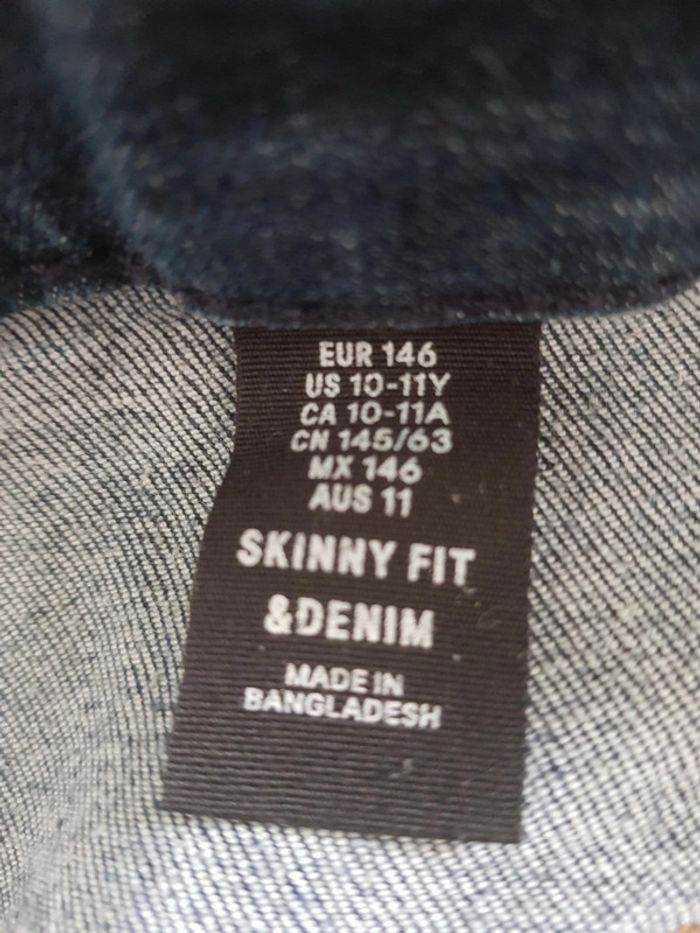 EUR 146
US 10-11Y
CA 10-11A
CN 145/63
MX 146
AUS 11
SKINNY FIT
&DENIM
MADE IN
BANGLADESH